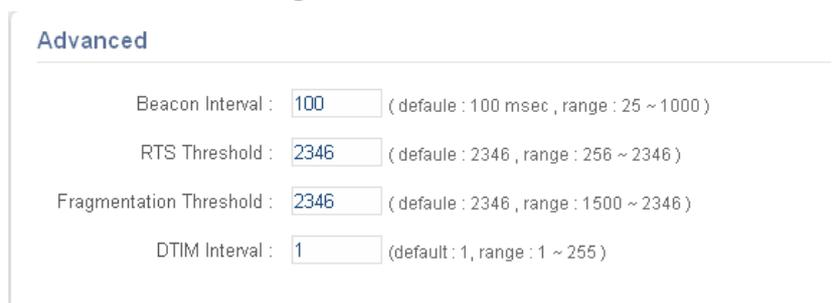 Advanced
Beacon Interval : 100 ( defaule : 100 msec , range : 25 ~ 1000 )
RTS Threshold : 2346 ( defaule : 2346 , range : 256 ~ 2346 )
Fragmentation Threshold : 2346 ( defaule : 2346 , range : 1500 ~ 2346 )
DTIM Interval : 1 (default : 1, range : 1 ~ 255 )